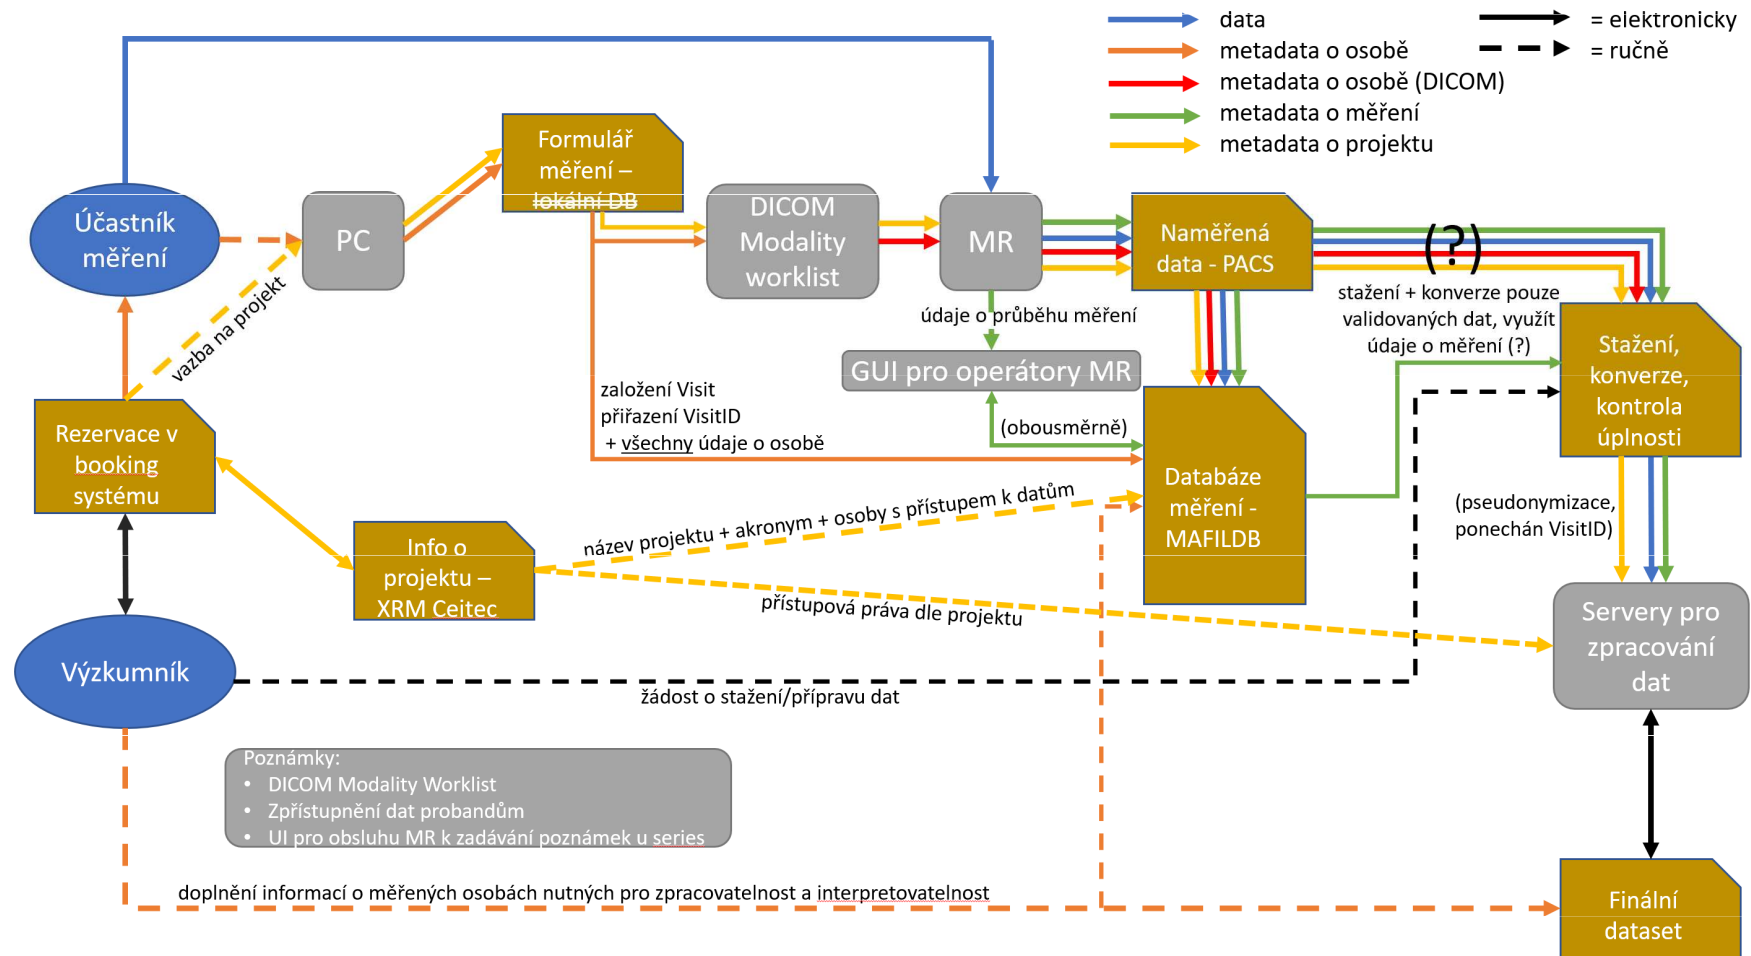 data
metadata o osobě
metadata o osobě (DICOM)
metadata o měření
metadata o projektu
= elektronicky
= ručně
Účastník
měření
PC
Formulář
měření –
lokální DB
DICOM
Modality
worklist
MR
Naměřená
data - PACS
(?)
stažení + konverze pouze
validovaných dat, využít
údaje o měření (?)
Stažení,
konverze,
kontrola
úplnosti
vazba na projekt
údaje o průběhu měření
GUI pro operátory MR
(obousměrně)
založení Visit
přiřazení VisitID
+ všechny údaje o osobě
Rezervace v
booking
systému
Databáze
měření -
MAFILDB
název projektu + akronym + osoby s přístupem k datům
(pseudonymizace,
ponechán VisitID)
Info o
projektu –
XRM Ceitec
přístupová práva dle projektu
Servery pro
zpracování
dat
Výzkumník
žádost o stažení/přípravu dat
Poznámky:
• DICOM Modality Worklist
• Zpřístupnění dat probandům
• UI pro obsluhu MR k zadávání poznámek u series
doplnění informací o měřených osobách nutných pro zpracovatelnost a interpretovatelnost
Finální
dataset